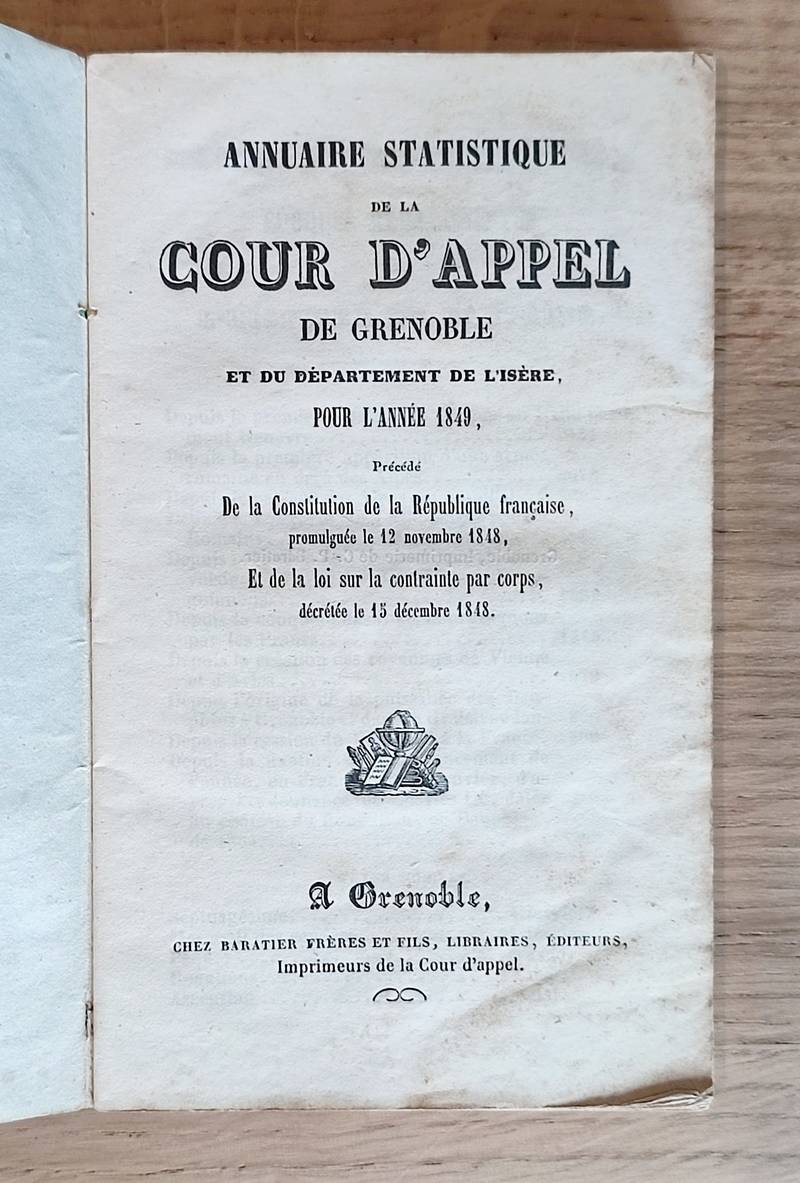 ANNUAIRE STATISTIQUE
DE LA
COUR D'APPEL
DE GRENOBLE
ET DU DÉPARTEMENT DE L'ISÈRE,
POUR L'ANNÉE 1849,
Précédé
De la Constitution de la République française,
promulguée le 12 novembre 1848,
Et de la loi sur la contrainte par corps,
décrétée le 15 décembre 1848.
A Grenoble,
CHEZ BARATIER FRÈRES ET FILS, LIBRAIRES, ÉDITEURS,
Imprimeurs de la Cour d'appel.